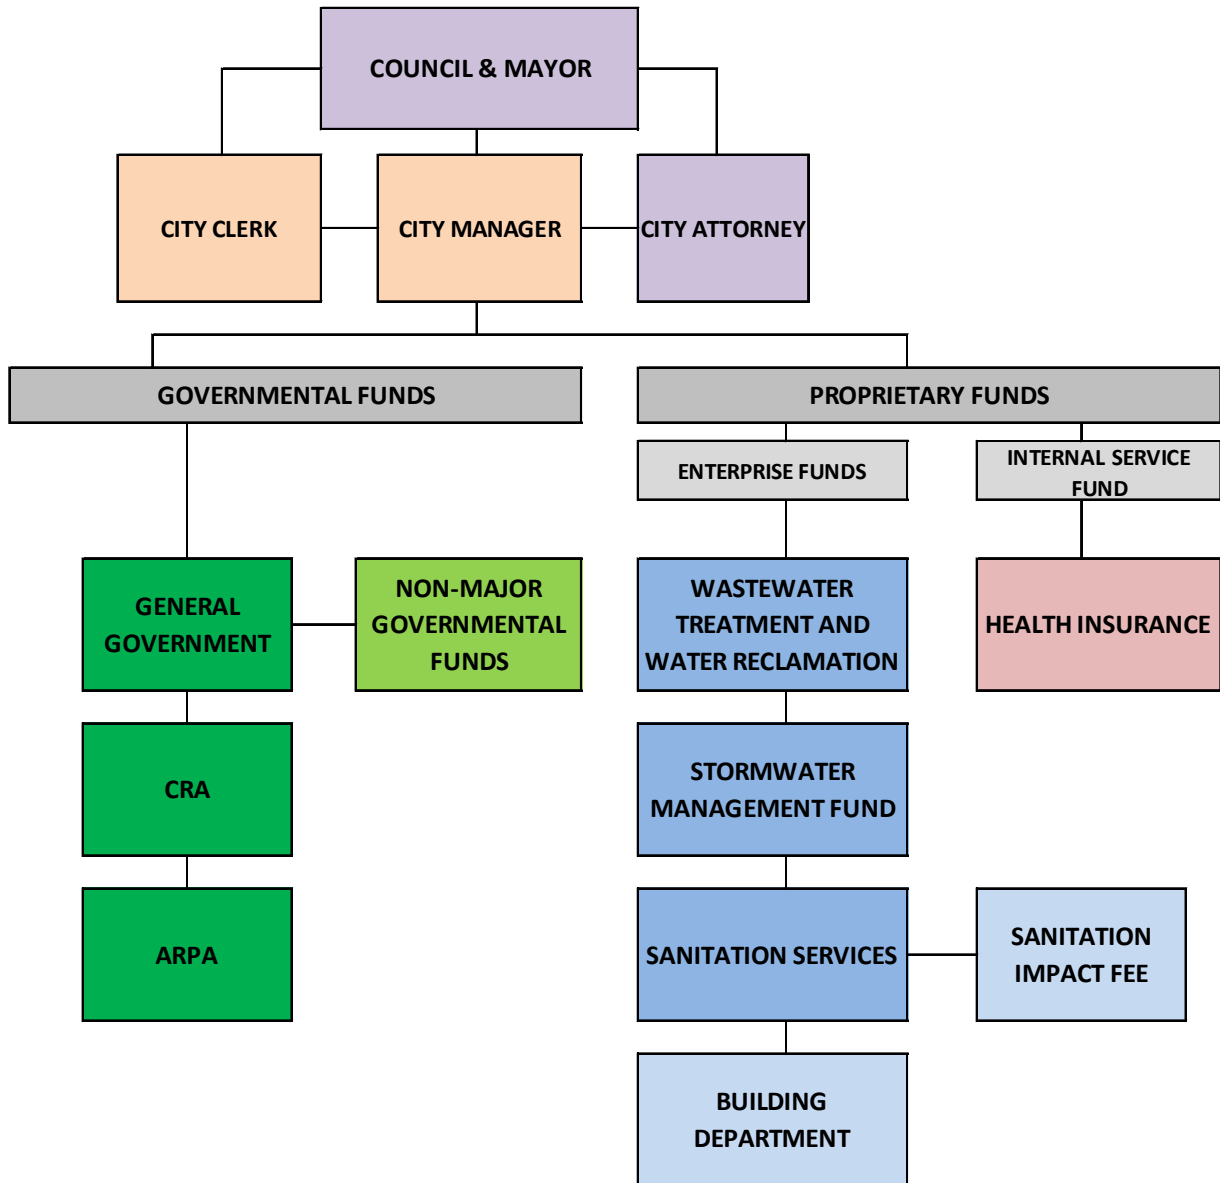 COUNCIL & MAYOR
CITY CLERK
CITY MANAGER
CITY ATTORNEY
GOVERNMENTAL FUNDS
PROPRIETARY FUNDS
ENTERPRISE FUNDS
INTERNAL SERVICE
FUND
GENERAL
GOVERNMENT
NON-MAJOR
GOVERNMENTAL
FUNDS
WASTEWATER
TREATMENT AND
WATER RECLAMATION
HEALTH INSURANCE
CRA
STORMWATER
MANAGEMENT FUND
ARPA
SANITATION SERVICES
SANITATION
IMPACT FEE
BUILDING
DEPARTMENT